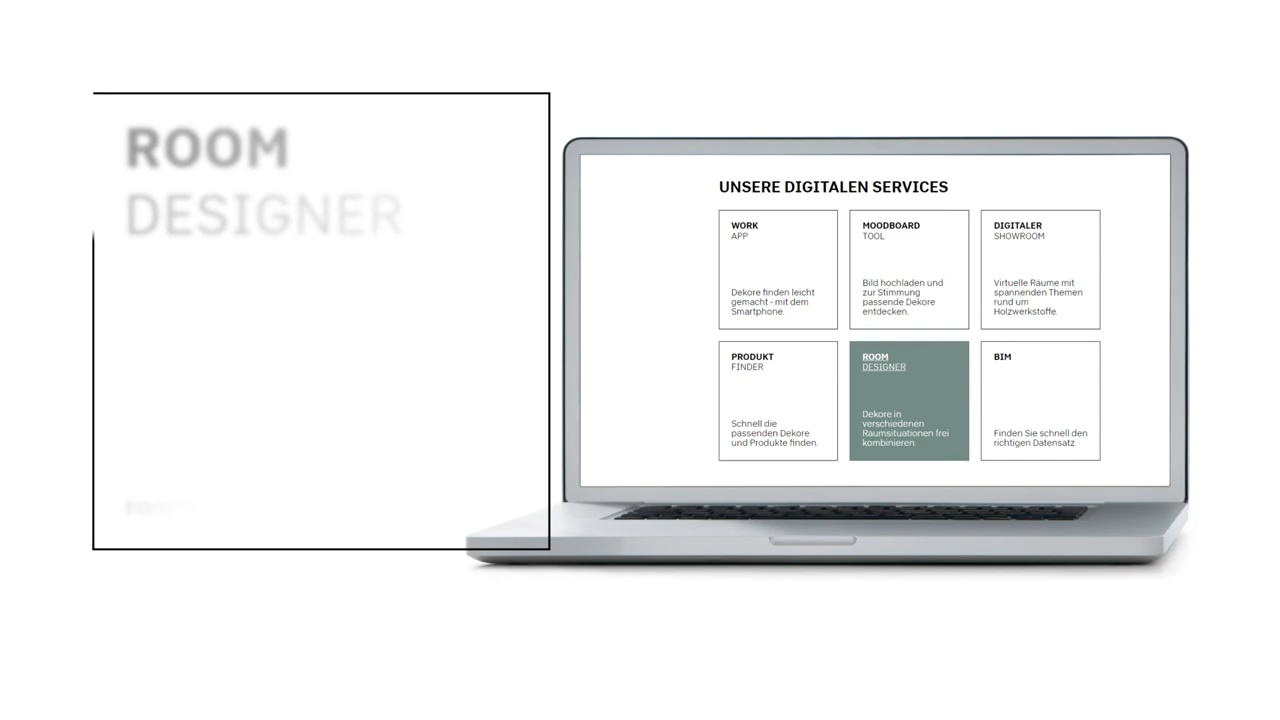 ROOM
DESIGNER
UNSERE DIGITALEN SERVICES
WORK
APP
Dekore finden leicht
gemacht - mit dem
Smartphone.
MOODBOARD
TOOL
Bild hochladen und
zur Stimmung
passende Dekore
entdecken.
DIGITALER
SHOWROOM
Virtuelle Räume mit
spannenden Themen
rund um
Holzwerkstoffe.
PRODUKT
FINDER
Schnell die
passenden Dekore
und Produkte finden.
ROOM
DESIGNER
Dekore in
verschiedenen
Raumsituationen frei
kombinieren.
BIM
Finden Sie schnell den
richtigen Datensatz